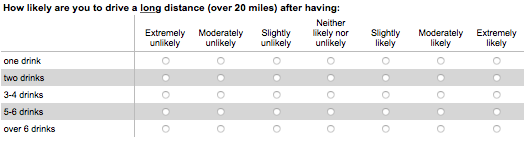 How likely are you to drive a long distance (over 20 miles) after having:
Extremely unlikely Moderately unlikely Slightly unlikely Neither likely nor unlikely Slightly likely Moderately likely Extremely likely
one drink
two drinks
3-4 drinks
5-6 drinks
over 6 drinks